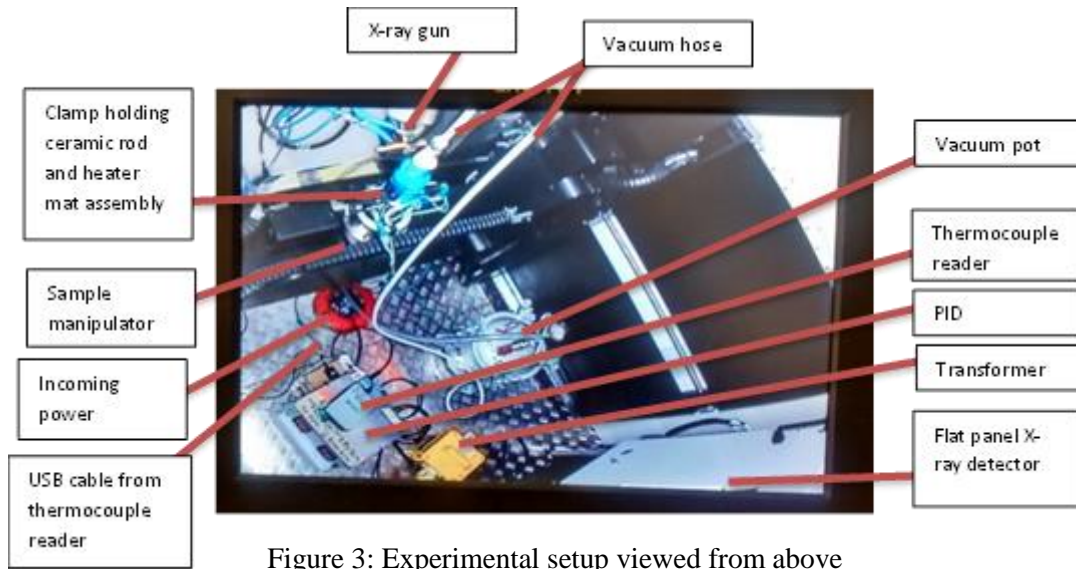 X-ray gun
Vacuum hose
Clamp holding
ceramic rod
and heater
mat assembly
Vacuum pot
Thermocouple
reader
Sample
manipulator
PID
Transformer
Incoming
power
Flat panel X-
ray detector
USB cable from
thermocouple
reader
Figure 3: Experimental setup viewed from above